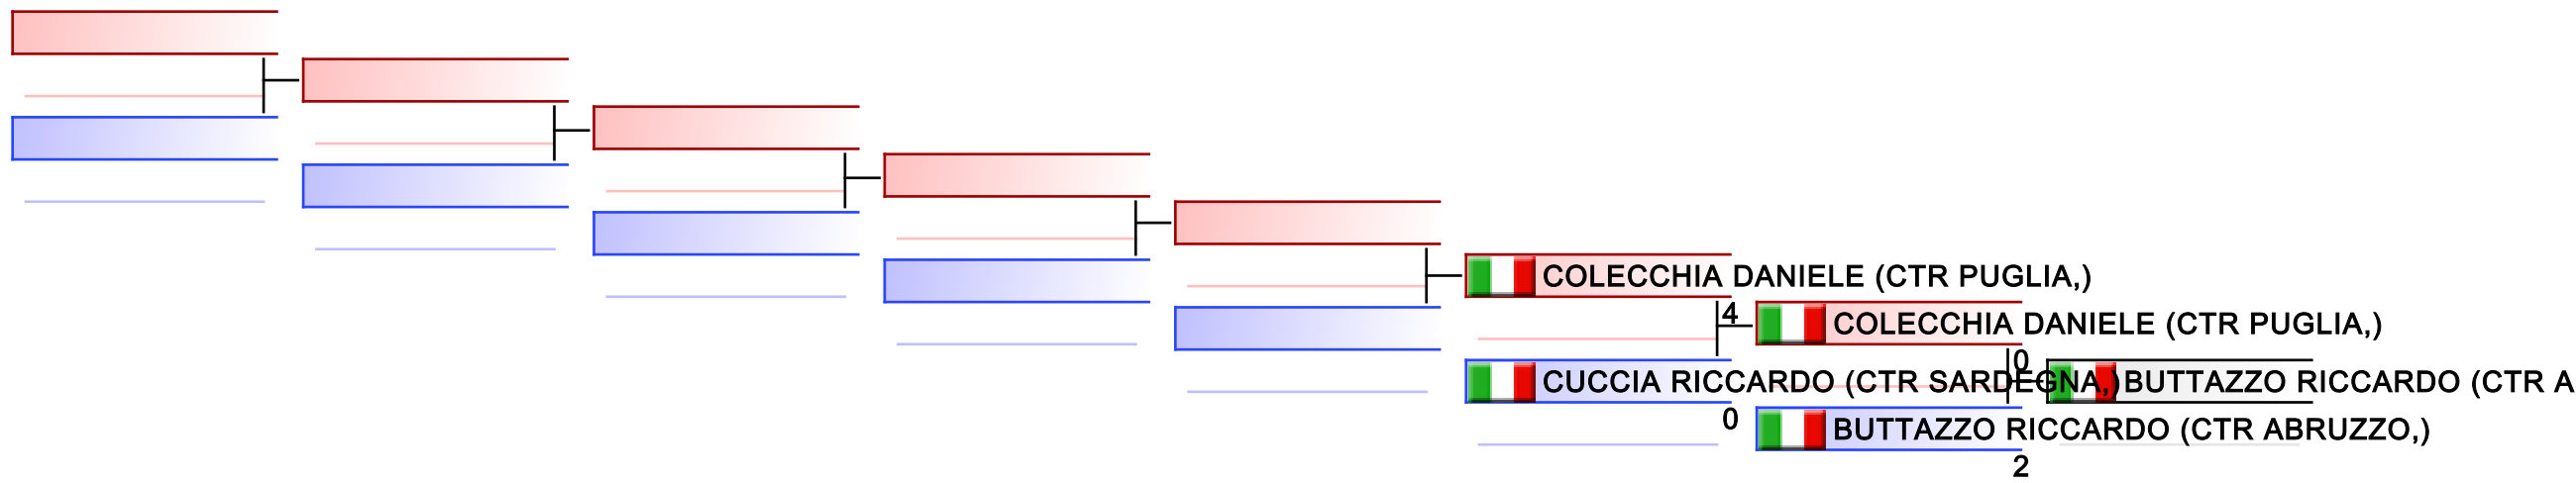 COLECCHIA DANIELE (CTR PUGLIA,)
4
COLECCHIA DANIELE (CTR PUGLIA,)
0
CUCCIA RICCARDO (CTR SARDEGNA,)
BUTTAZZO RICCARDO (CTR A
0
BUTTAZZO RICCARDO (CTR ABRUZZO,)
2